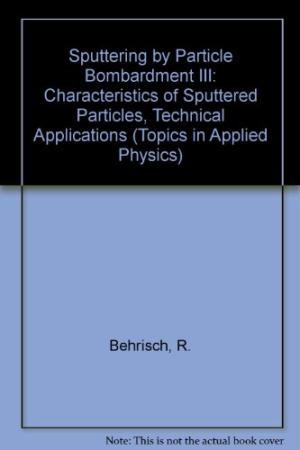 Sputtering by Particle
Bombardment III:
Characteristics of Sputtered
Particles, Technical
Applications (Topics in Applied
Physics)
Behrisch, R.
Note: This is not the actual book cover